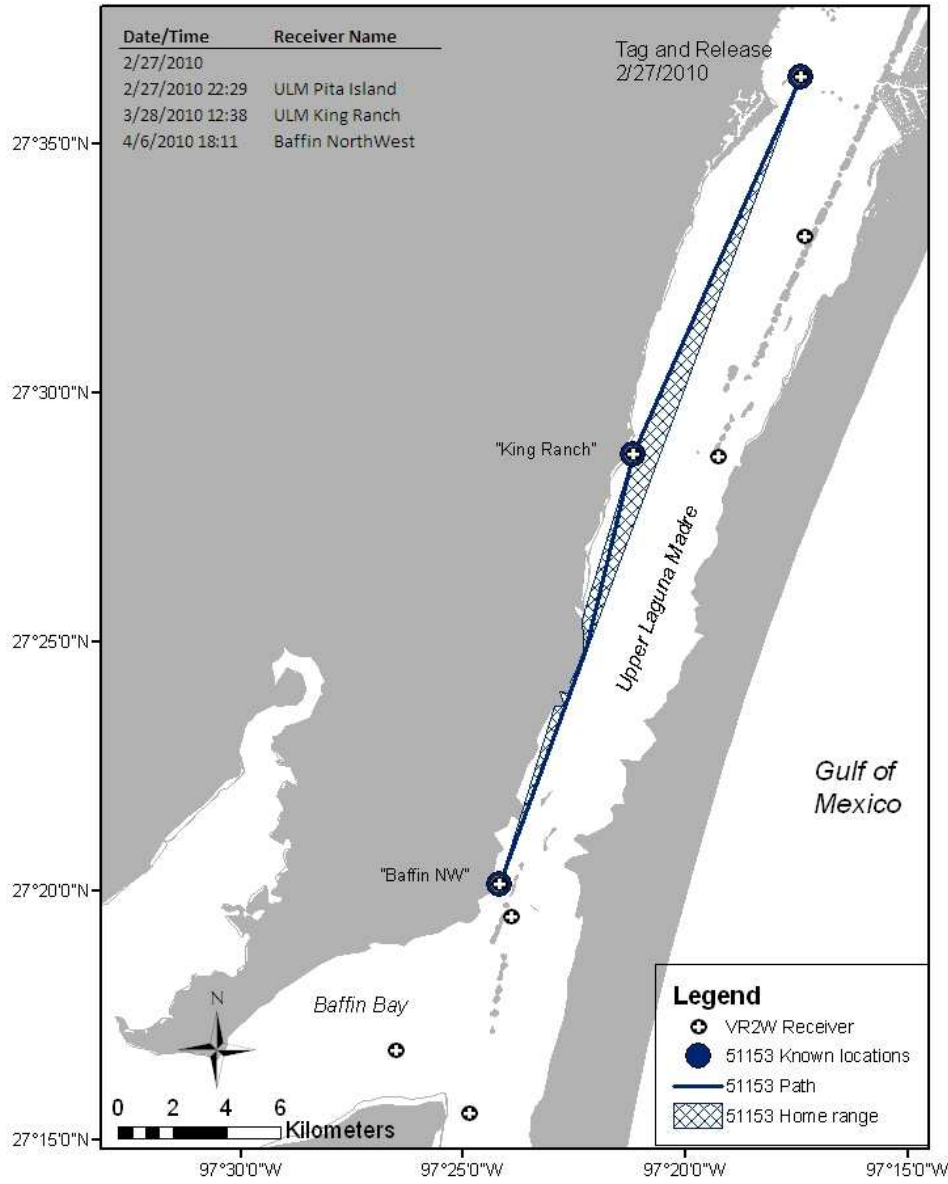 Date/Time Receiver Name
2/27/2010
2/27/2010 22:29 ULM Pita Island
3/28/2010 12:38 ULM King Ranch
4/6/2010 18:11 Baffin NorthWest
Tag and Release
2/27/2010
27°35'0"N
27°30'0"N
"King Ranch"
Upper Laguna Madre
27°25'0"N
Gulf of
Mexico
"Baffin NW"
27°20'0"N
Baffin Bay
N
0 2 4 6
Kilometers
Legend
VR2W Receiver
51153 Known locations
51153 Path
51153 Home range
27°15'0"N
97°30'0"W 97°25'0"W 97°20'0"W 97°15'0"W